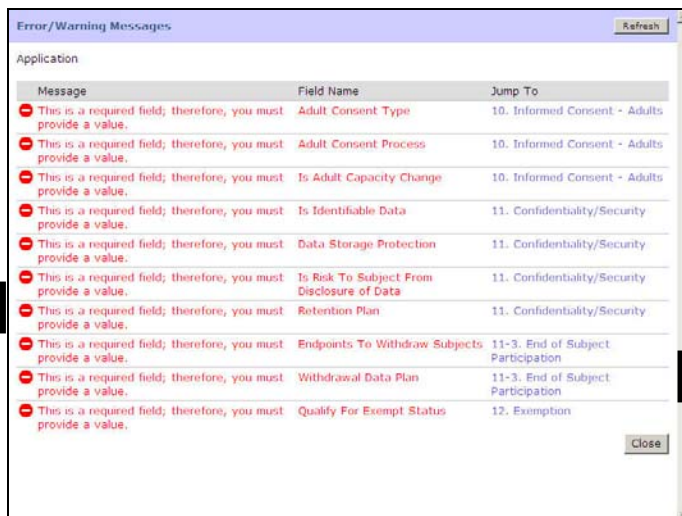 Error/Warning Messages Refresh
Application
Message Field Name Jump To
This is a required field; therefore, you must Adult Consent Type 10. Informed Consent - Adults
provide a value.
This is a required field; therefore, you must Adult Consent Process 10. Informed Consent - Adults
provide a value.
This is a required field; therefore, you must Is Adult Capacity Change 10. Informed Consent - Adults
provide a value.
This is a required field; therefore, you must Is Identifiable Data 11. Confidentiality/Security
provide a value.
This is a required field; therefore, you must Data Storage Protection 11. Confidentiality/Security
provide a value.
This is a required field; therefore, you must Is Risk To Subject From 11. Confidentiality/Security
provide a value. Disclosure of Data
This is a required field; therefore, you must Retention Plan 11. Confidentiality/Security
provide a value.
This is a required field; therefore, you must Endpoints To Withdraw Subjects 11-3. End of Subject
provide a value. Participation
This is a required field; therefore, you must Withdrawal Data Plan 11-3. End of Subject
provide a value. Participation
This is a required field; therefore, you must Qualify For Exempt Status 12. Exemption
provide a value.
Close